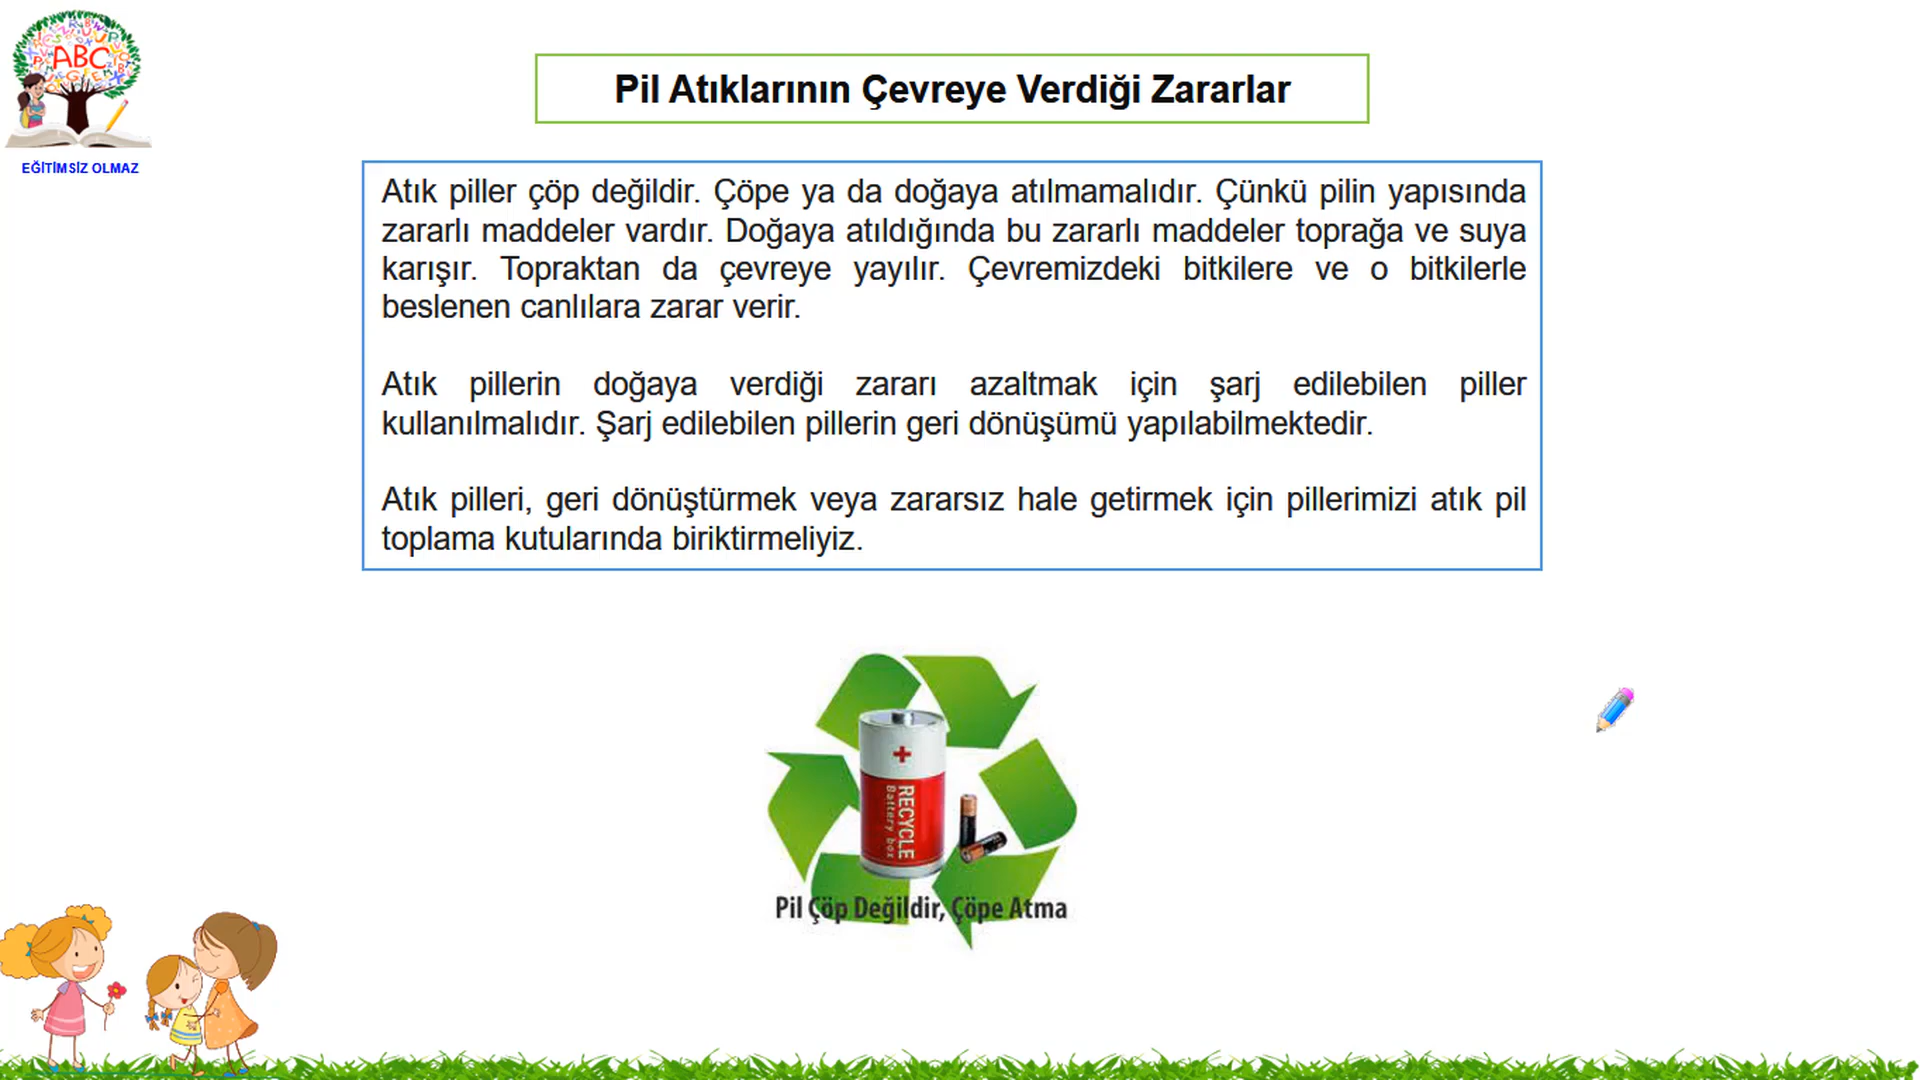 ABC
EĞİTİMSİZ OLMAZ
Pil Atıklarının Çevreye Verdiği Zararlar
Atık piller çöp değildir. Çöpe ya da doğaya atılmamalıdır. Çünkü pilin yapısında
zararlı maddeler vardır. Doğaya atıldığında bu zararlı maddeler toprağa ve suya
karışır. Topraktan da çevreye yayılır. Çevremizdeki bitkilere ve o bitkilerle
beslenen canlılara zarar verir.
Atık pillerin doğaya verdiği zararı azaltmak için şarj edilebilen piller
kullanılmalıdır. Şarj edilebilen pillerin geri dönüşümü yapılabilmektedir.
Atık pilleri, geri dönüştürmek veya zararsız hale getirmek için pillerimizi atık pil
toplama kutularında biriktirmeliyiz.
+
RECYCLE
Battery box
Pil Çöp Değildir, Çöpe Atma